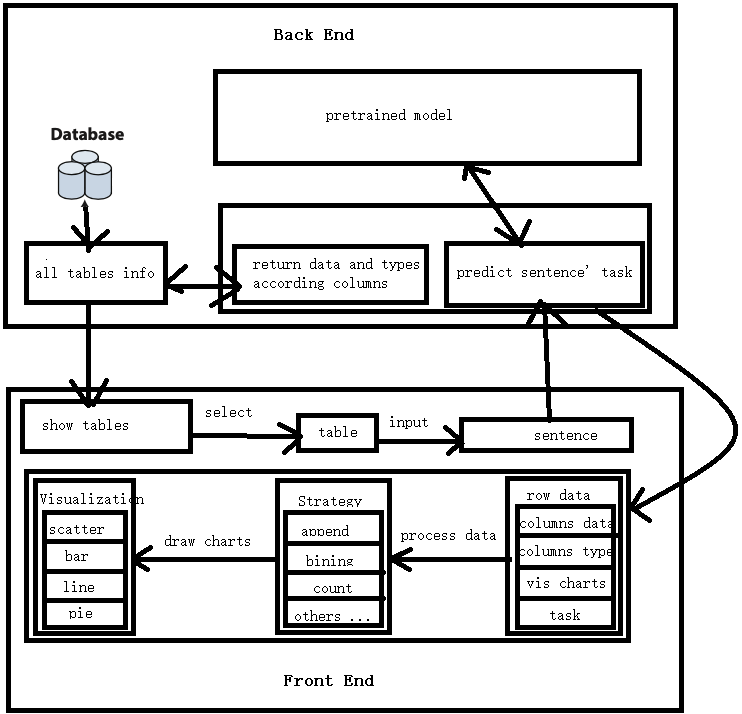 Back End
pretrained model
Database
all tables info
return data and types
according columns
predict sentence' task
show tables
select
table
input
sentence
Visualization
scatter
bar
line
pie
draw charts
Strategy
append
bining
count
others ...
process data
row data
columns data
columns type
vis charts
task
Front End